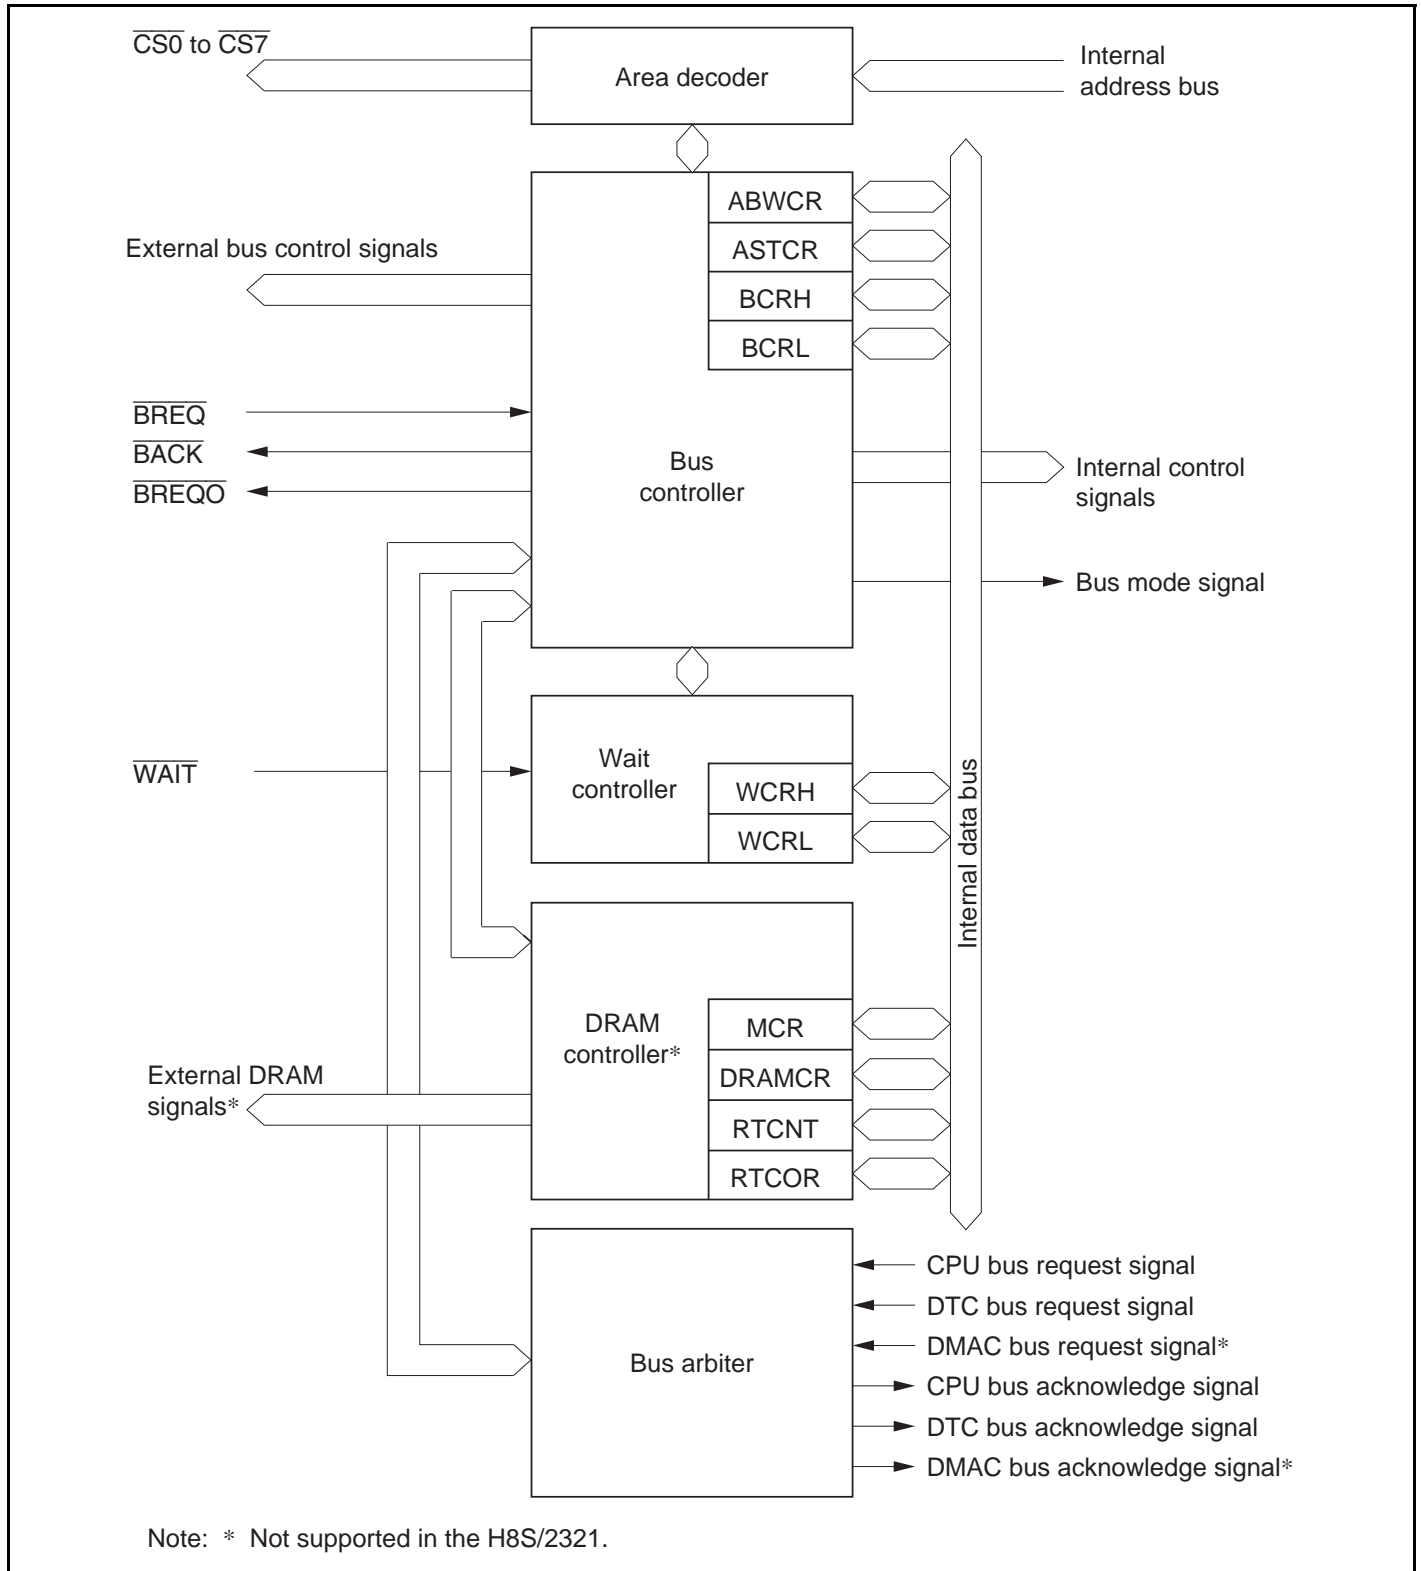 CS0 to CS7
Area decoder
Internal
address bus
ABWCR
ASTCR
BCRH
BCRL
External bus control signals
BREQ
BACK
BREQO
Bus
controller
Internal control
signals
Bus mode signal
WAIT
Wait
controller
WCRH
WCRL
Internal data bus
DRAM
controller*
MCR
DRAMCR
RTCNT
RTCOR
External DRAM
signals*
Bus arbiter
CPU bus request signal
DTC bus request signal
DMAC bus request signal*
CPU bus acknowledge signal
DTC bus acknowledge signal
DMAC bus acknowledge signal*
Note: * Not supported in the H8S/2321.